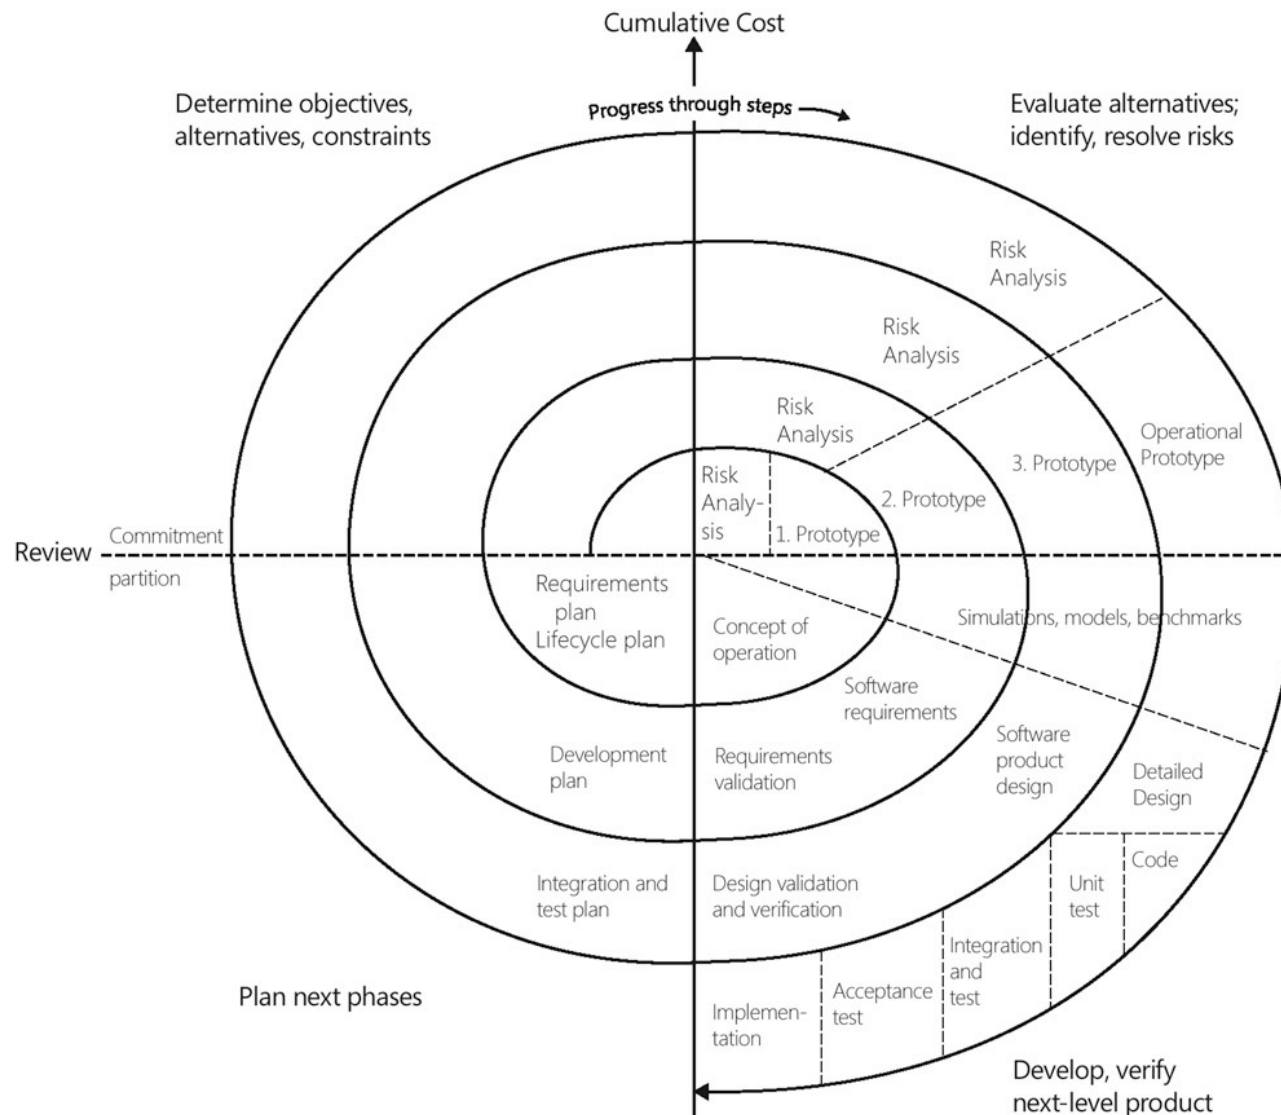 Cumulative Cost
Progress through steps
Determine objectives,
alternatives, constraints
Evaluate alternatives;
identify, resolve risks
Risk
Analysis
Risk
Analysis
Risk
Analysis
Risk
Analy-
sis
1. Prototype
2. Prototype
3. Prototype
Operational
Prototype
Review
Commitment
partition
Requirements
plan
Lifecycle plan
Concept of
operation
Simulations, models, benchmarks
Software
requirements
Development
plan
Requirements
validation
Software
product
design
Detailed
Design
Integration and
test plan
Design validation
and verification
Code
Unit
test
Integration
and
test
Acceptance
test
Implemen-
tation
Plan next phases
Develop, verify
next-level product